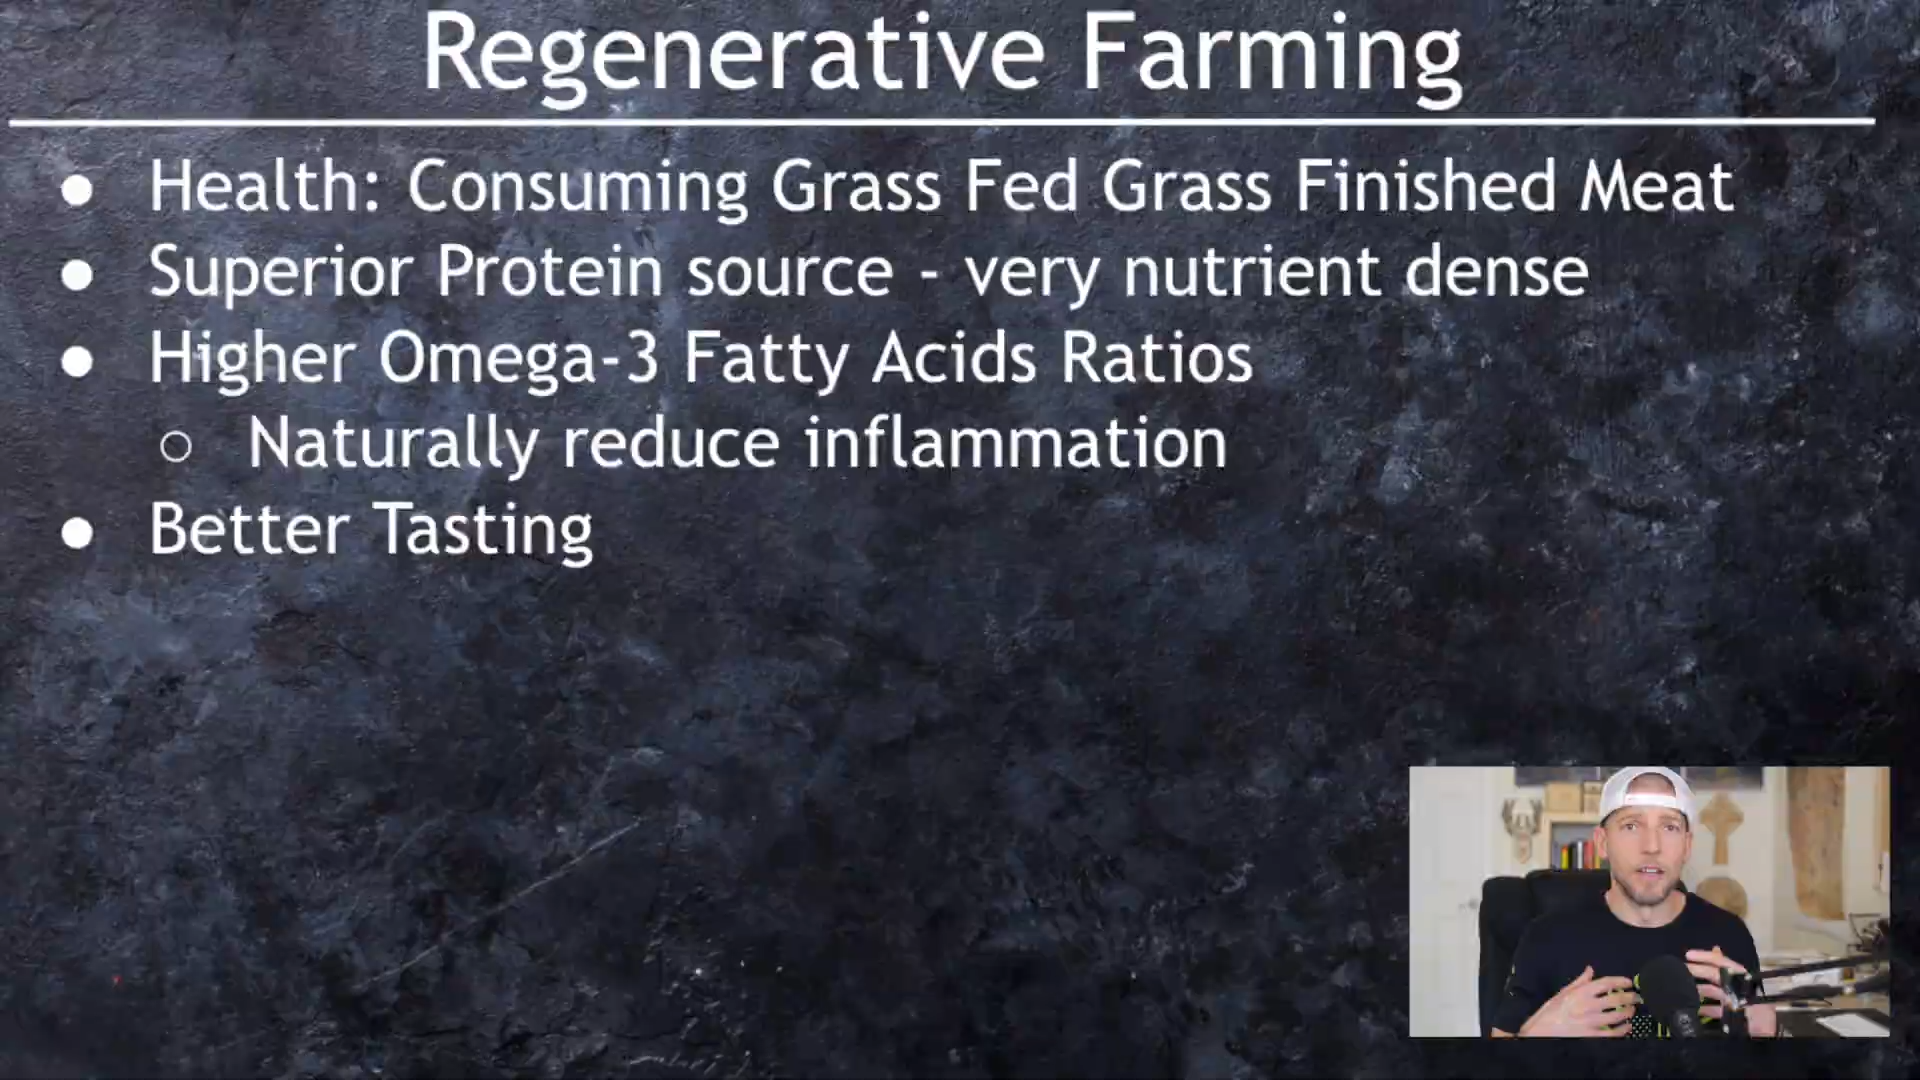 Regenerative Farming
● Health: Consuming Grass Fed Grass Finished Meat
● Superior Protein source - very nutrient dense
● Higher Omega-3 Fatty Acids Ratios
○ Naturally reduce inflammation
● Better Tasting